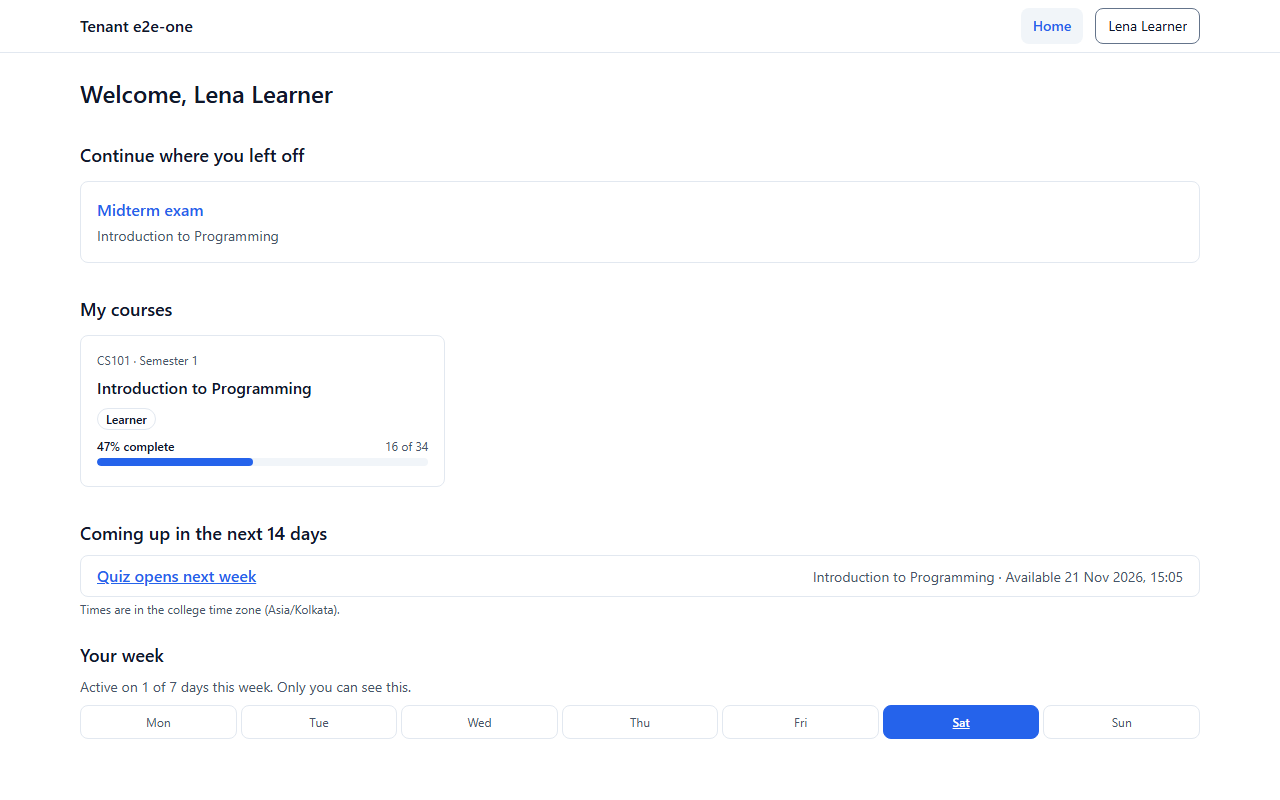 Tenant e2e-one
Home
Lena Learner
Welcome, Lena Learner
Continue where you left off
Midterm exam
Introduction to Programming
My courses
CS101 · Semester 1
Introduction to Programming
Learner
47% complete
16 of 34
Coming up in the next 14 days
Quiz opens next week
Introduction to Programming · Available 21 Nov 2026, 15:05
Times are in the college time zone (Asia/Kolkata).
Your week
Active on 1 of 7 days this week. Only you can see this.
Mon
Tue
Wed
Thu
Fri
Sat
Sun